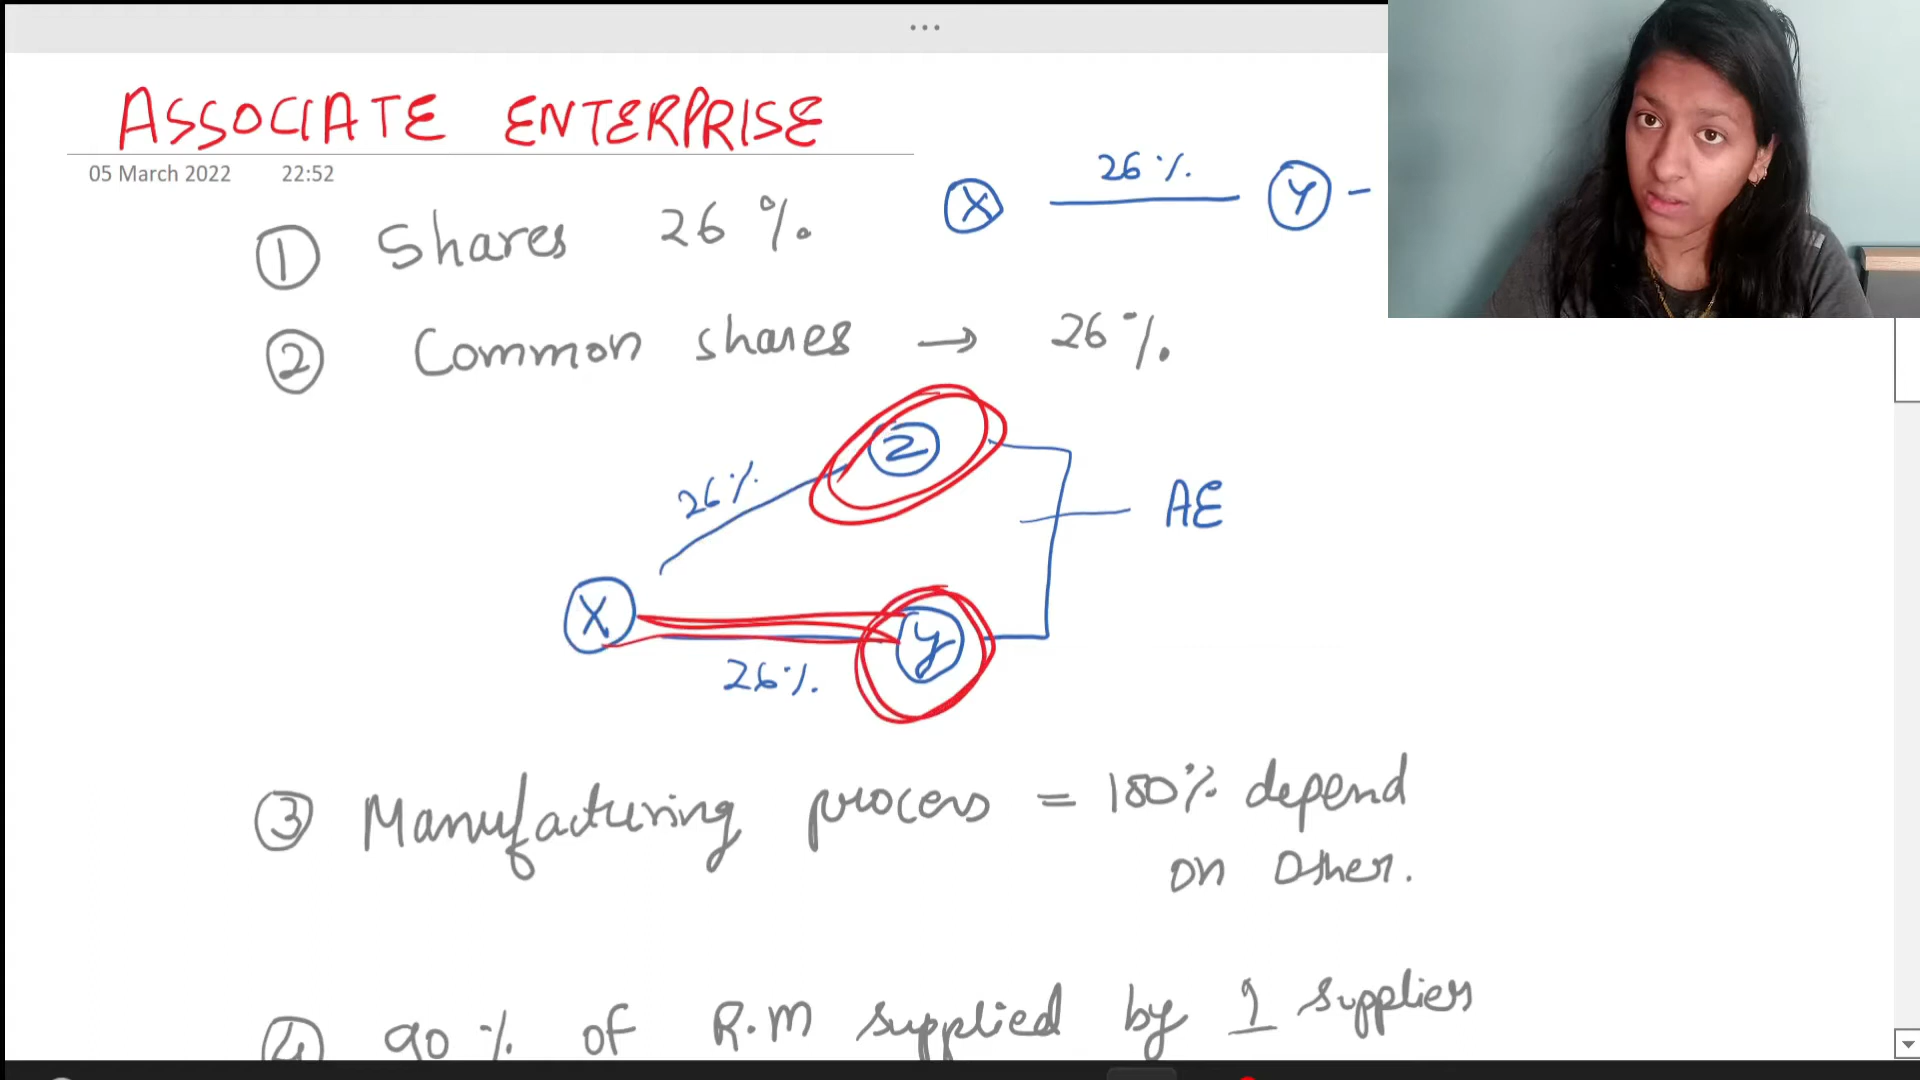 ASSOCIATE ENTERPRISE
05 March 2022 22:52
① Shares 26 %.
X 26 %. Y -
② Common shares → 26 %.
Z
26 %.
AE
X
Y
26 %.
③ Manufacturing process = 100% depend
on Other.
④ 90 % of R.M supplied by 1 suppliers